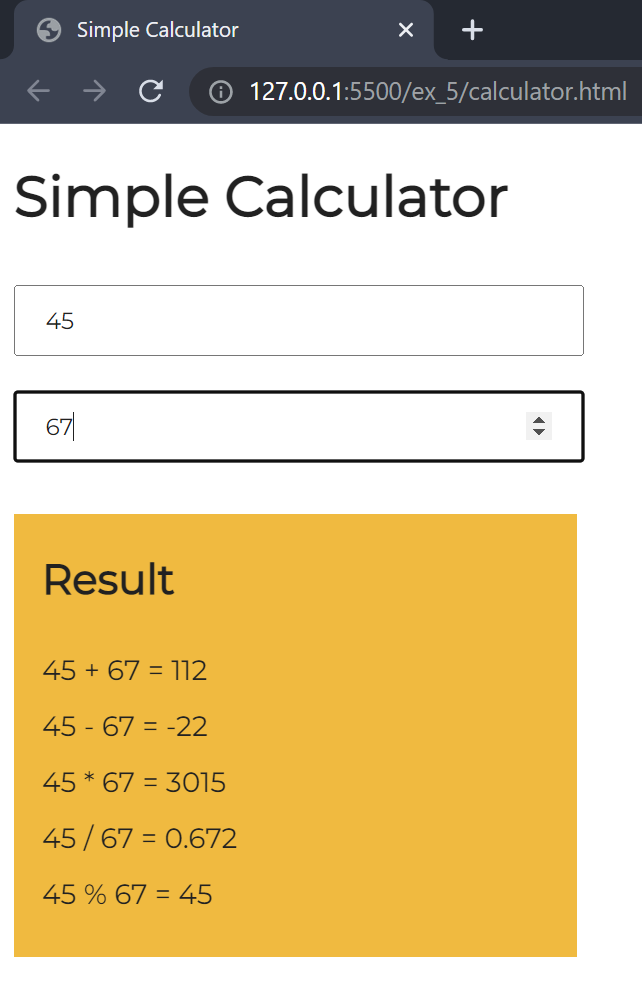 Simple Calculator
127.0.0.1:5500/ex_5/calculator.html
Simple Calculator
45
67
Result
45 + 67 = 112
45 - 67 = -22
45 * 67 = 3015
45 / 67 = 0.672
45 % 67 = 45